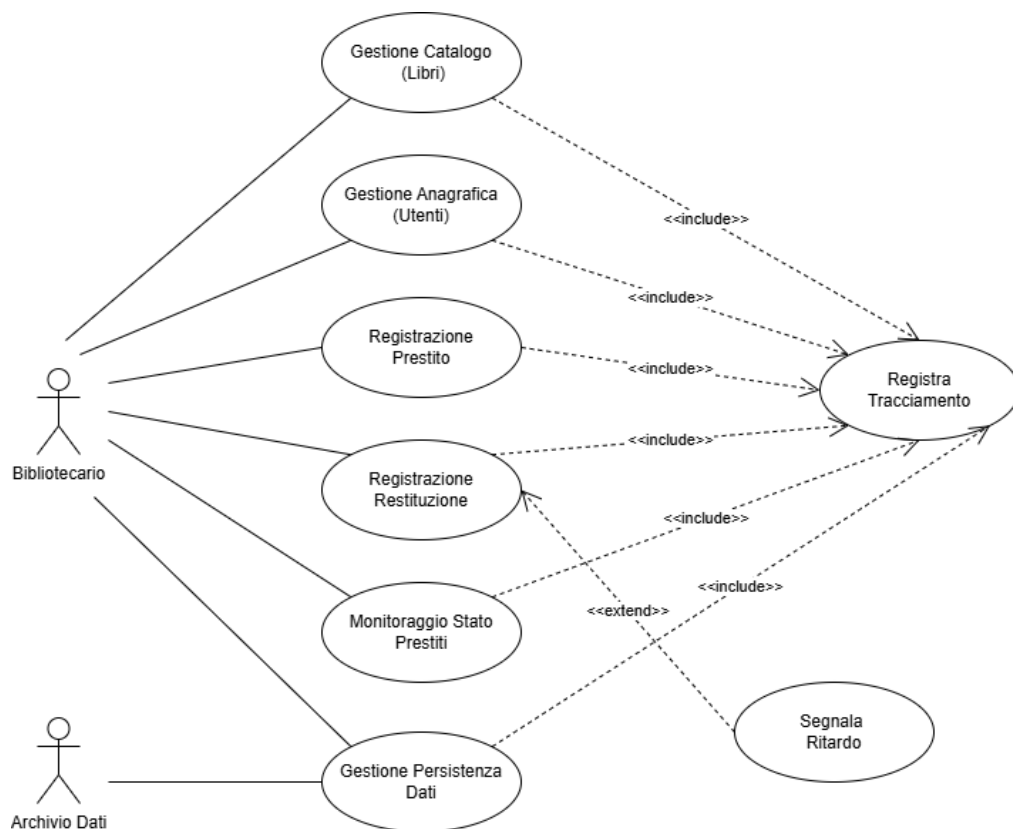 Gestione Catalogo
(Libri)
Gestione Anagrafica
(Utenti)
<<include>>
<<include>>
Registrazione
Prestito
<<include>>
Registra
Tracciamento
Bibliotecario
<<include>>
Registrazione
Restituzione
<<include>>
<<include>>
<<extend>>
Monitoraggio Stato
Prestiti
Segnala
Ritardo
Gestione Persistenza
Dati
Archivio Dati